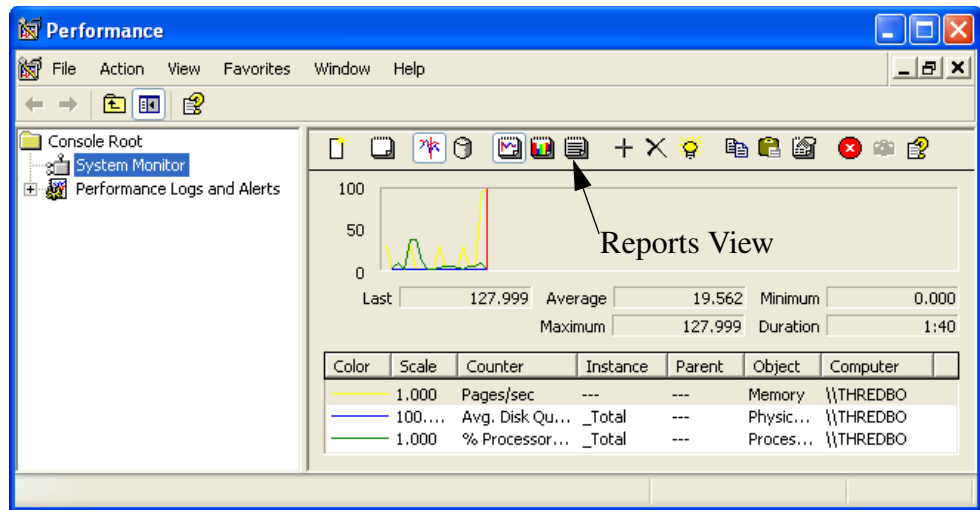 Performance
File Action View Favorites Window Help
Console Root
System Monitor
Performance Logs and Alerts
100
50
0
Reports View
Last 127.999 Average 19.562 Minimum 0.000
Maximum 127.999 Duration 1:40
Color Scale Counter Instance Parent Object Computer
1.000 Pages/sec --- --- Memory \\THREDBO
100.... Avg. Disk Qu... _Total --- Physic... \\THREDBO
1.000 % Processor... _Total --- Proces... \\THREDBO